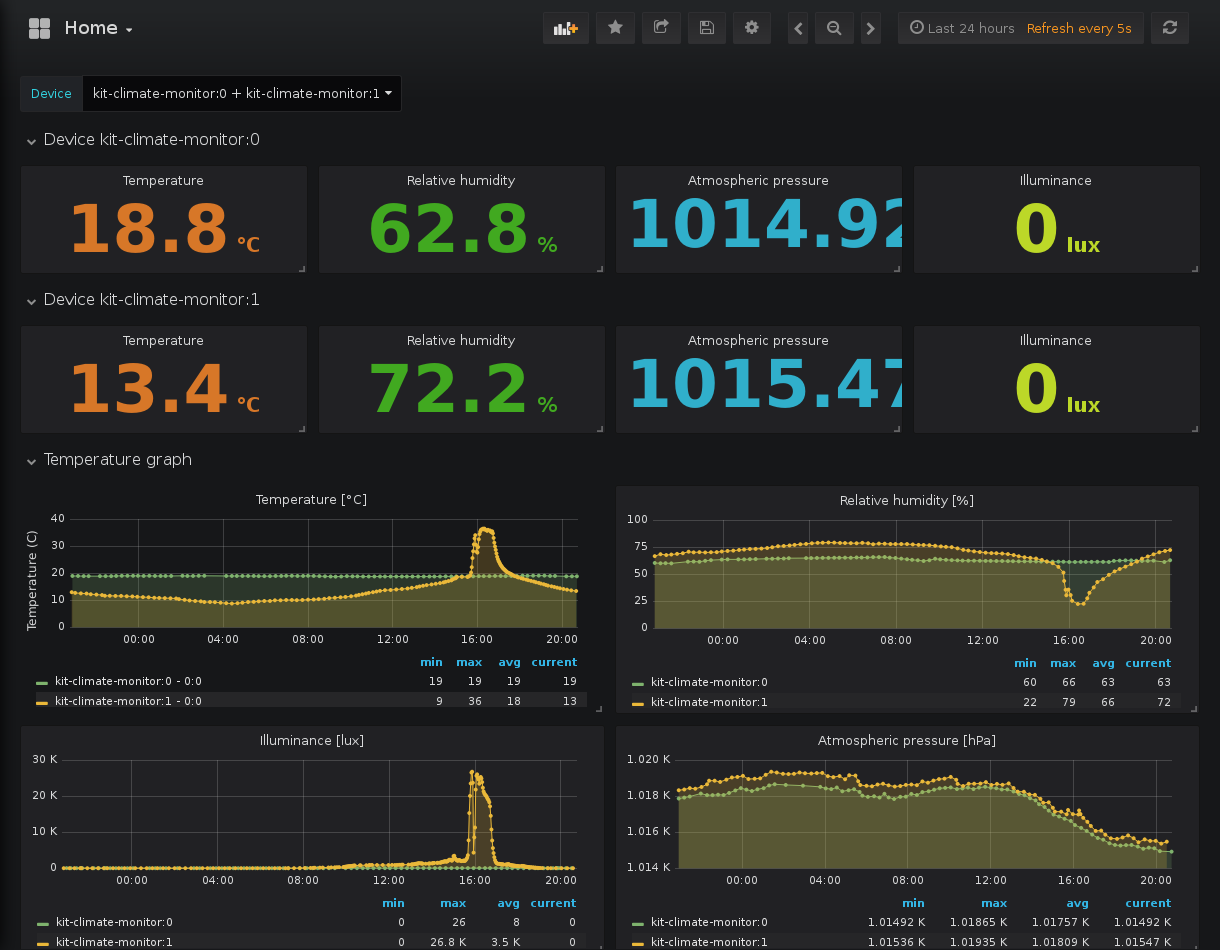 Home
Last 24 hours Refresh every 5s
Device kit-climate-monitor:0 + kit-climate-monitor:1
Device kit-climate-monitor:0
Temperature Relative humidity Atmospheric pressure Illuminance
18.8 °C 62.8 % 1014.92 0 lux
Device kit-climate-monitor:1
Temperature Relative humidity Atmospheric pressure Illuminance
13.4 °C 72.2 % 1015.47 0 lux
Temperature graph
Temperature [°C]
Temperature (C)
40
30
20
10
0
00:00 04:00 08:00 12:00 16:00 20:00
min max avg current
kit-climate-monitor:0 - 0:0 19 19 19 19
kit-climate-monitor:1 - 0:0 9 36 18 13
Relative humidity [%]
100
75
50
25
0
00:00 04:00 08:00 12:00 16:00 20:00
min max avg current
kit-climate-monitor:0 60 66 63 63
kit-climate-monitor:1 22 79 66 72
Illuminance [lux]
30 K
20 K
10 K
0
00:00 04:00 08:00 12:00 16:00 20:00
min max avg current
kit-climate-monitor:0 0 26 8 0
kit-climate-monitor:1 0 26.8 K 3.5 K 0
Atmospheric pressure [hPa]
1.020 K
1.018 K
1.016 K
1.014 K
00:00 04:00 08:00 12:00 16:00 20:00
min max avg current
kit-climate-monitor:0 1.01492 K 1.01865 K 1.01757 K 1.01492 K
kit-climate-monitor:1 1.01536 K 1.01935 K 1.01809 K 1.01547 K